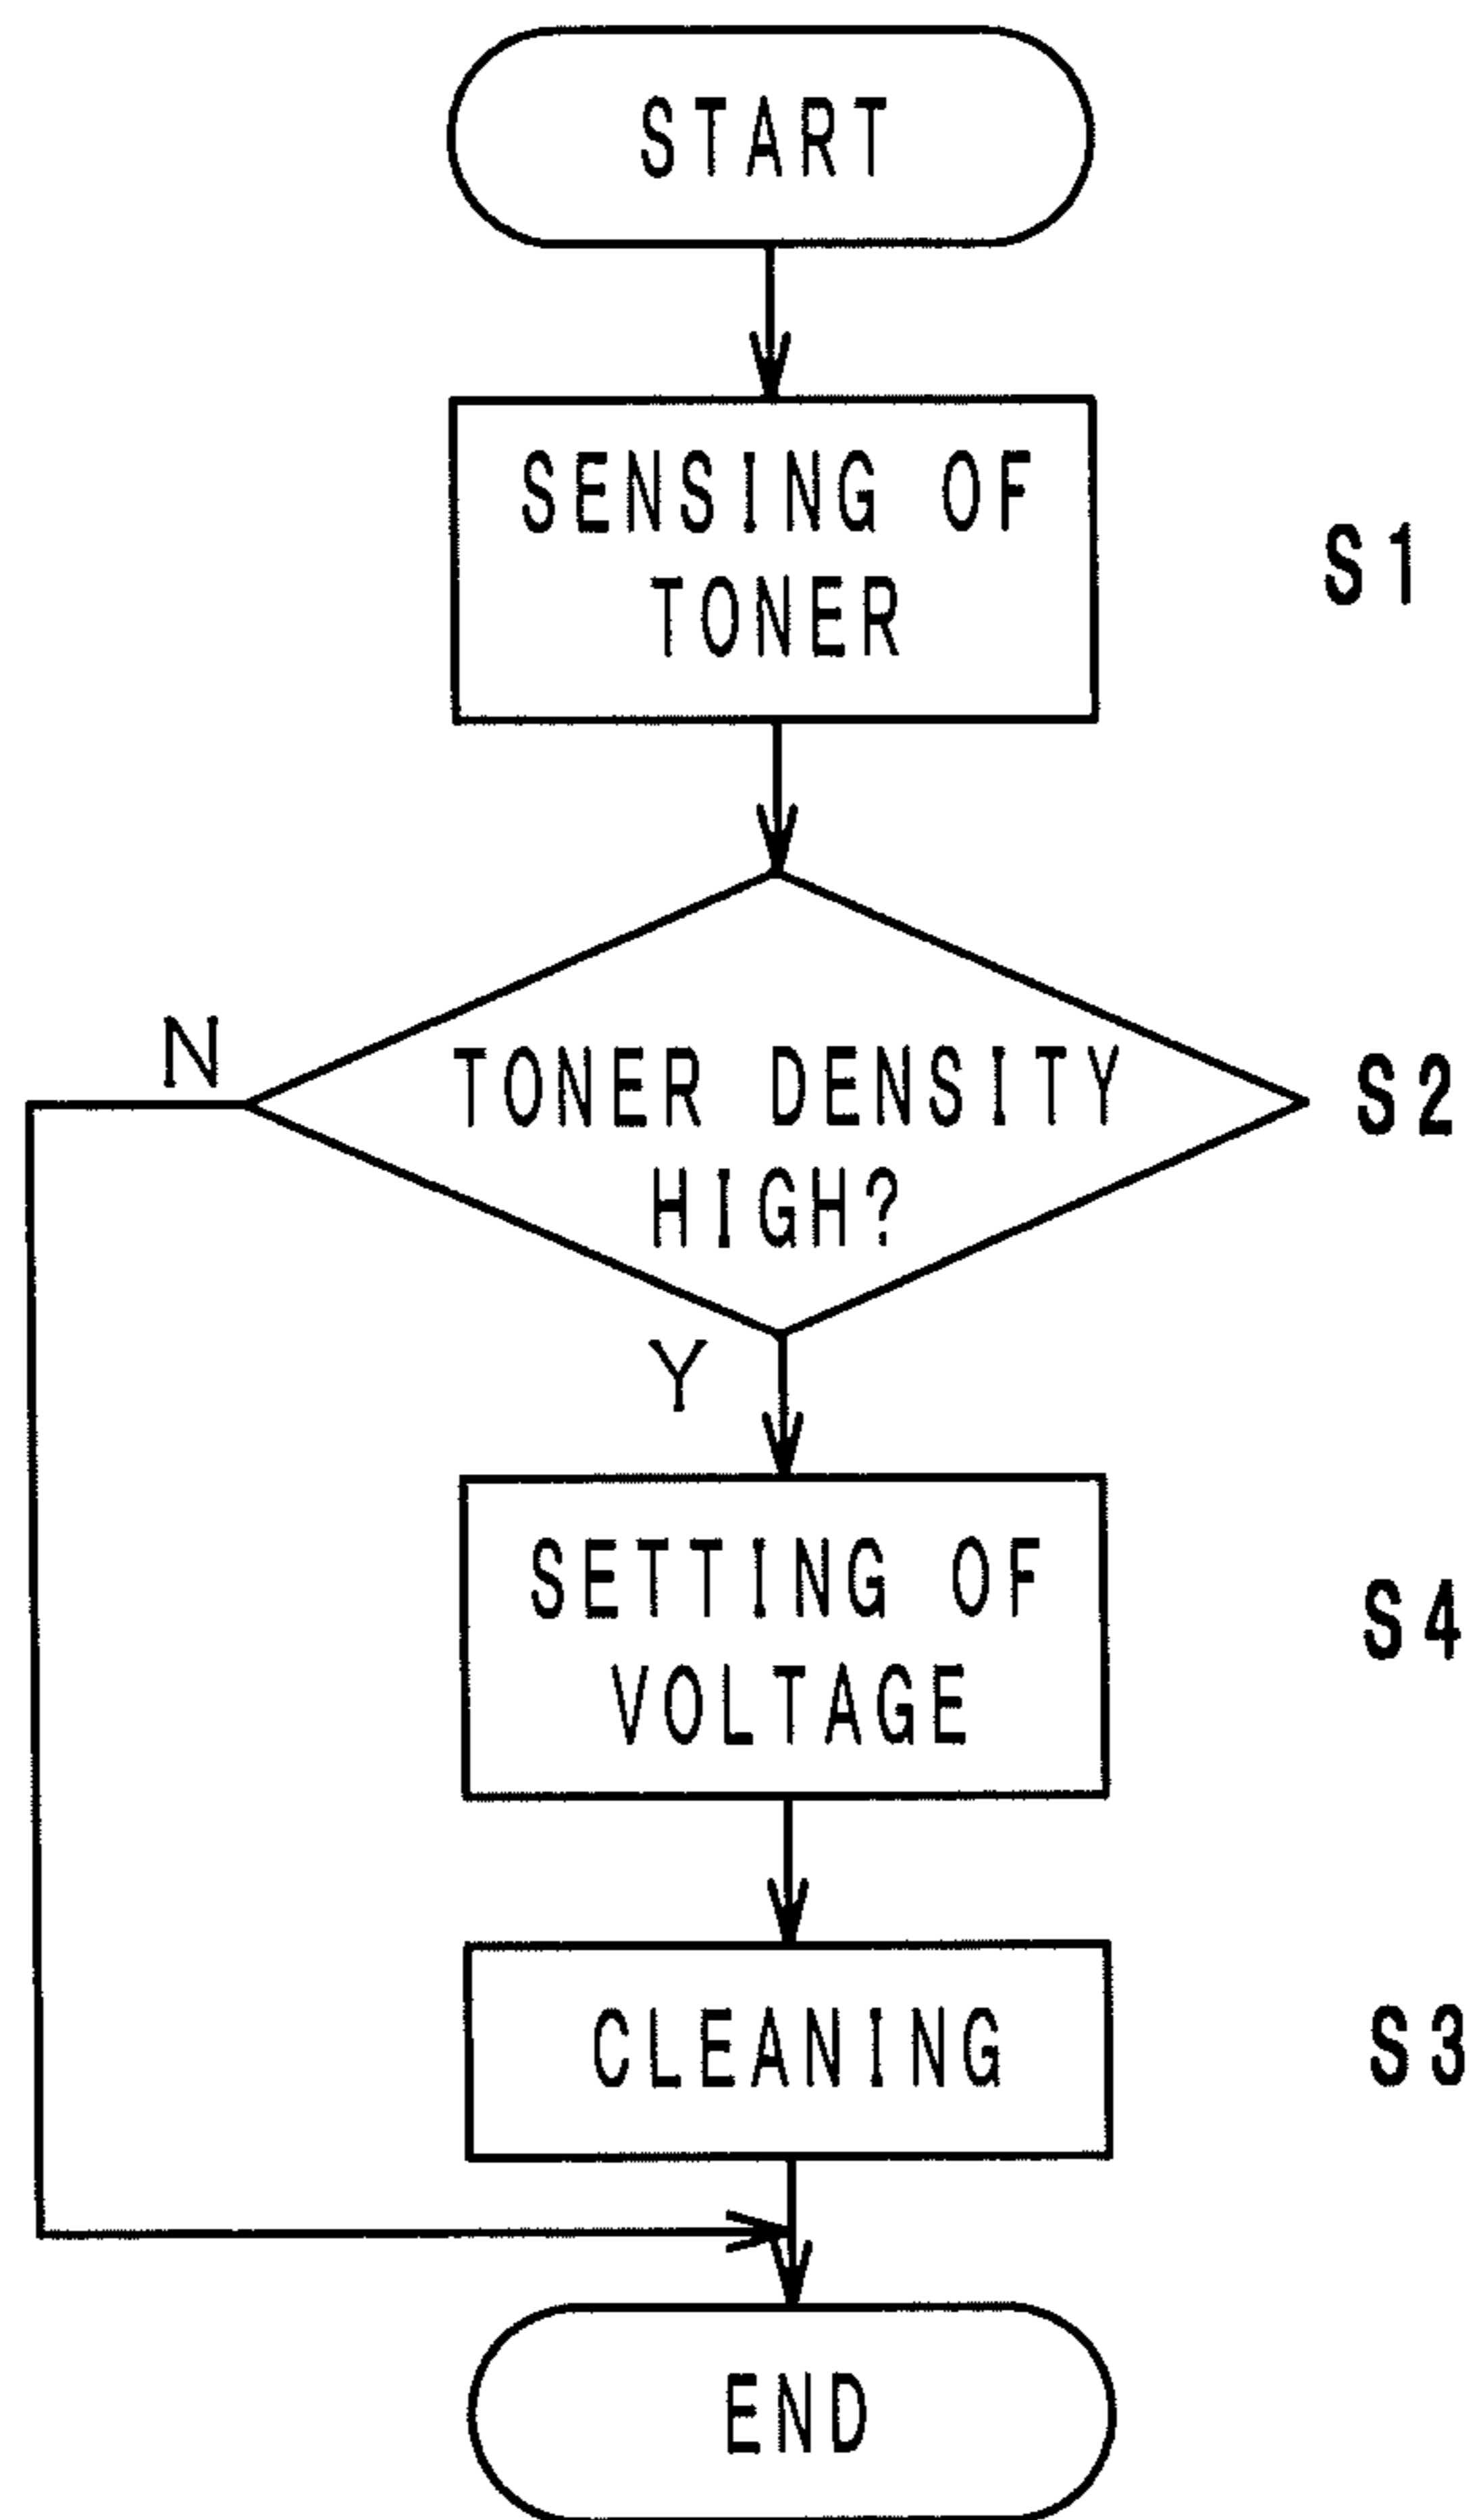 START
SENSING OF
TONER
S1
N
TONER DENSITY
HIGH?
S2
Y
SETTING OF
VOLTAGE
S4
CLEANING
S3
END